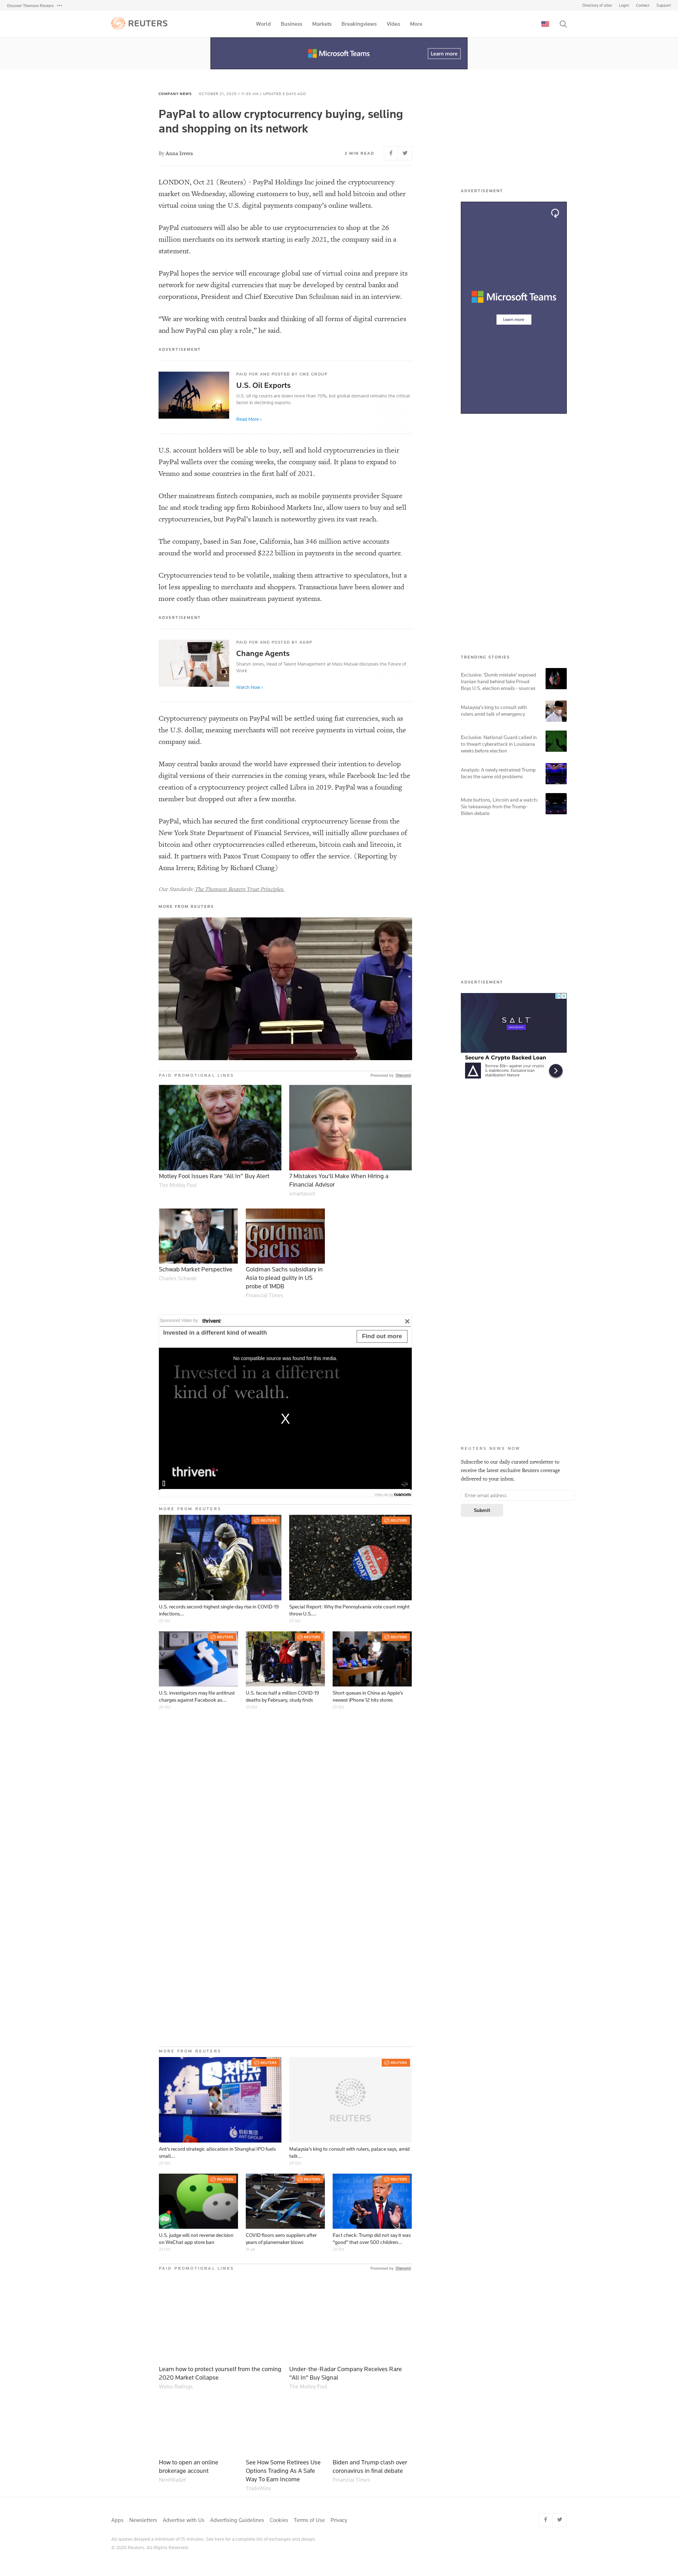 Discover Thomson Reuters
Directory of sites Login Contact Support
REUTERS
World Business Markets Breakingviews Video More
Microsoft Teams
Learn more
COMPANY NEWS OCTOBER 21, 2020 / 11:50 AM / UPDATED 3 DAYS AGO
PayPal to allow cryptocurrency buying, selling
and shopping on its network
By Anna Irrera
2 MIN READ
LONDON, Oct 21 (Reuters) - PayPal Holdings Inc joined the cryptocurrency
market on Wednesday, allowing customers to buy, sell and hold bitcoin and other
virtual coins using the U.S. digital payments company’s online wallets.
PayPal customers will also be able to use cryptocurrencies to shop at the 26
million merchants on its network starting in early 2021, the company said in a
statement.
PayPal hopes the service will encourage global use of virtual coins and prepare its
network for new digital currencies that may be developed by central banks and
corporations, President and Chief Executive Dan Schulman said in an interview.
“We are working with central banks and thinking of all forms of digital currencies
and how PayPal can play a role,” he said.
ADVERTISEMENT
PAID FOR AND POSTED BY CME GROUP
U.S. Oil Exports
U.S. oil rig counts are down more than 70%, but global demand remains the critical
factor in declining exports.
Read More ›
U.S. account holders will be able to buy, sell and hold cryptocurrencies in their
PayPal wallets over the coming weeks, the company said. It plans to expand to
Venmo and some countries in the first half of 2021.
Other mainstream fintech companies, such as mobile payments provider Square
Inc and stock trading app firm Robinhood Markets Inc, allow users to buy and sell
cryptocurrencies, but PayPal’s launch is noteworthy given its vast reach.
The company, based in San Jose, California, has 346 million active accounts
around the world and processed $222 billion in payments in the second quarter.
Cryptocurrencies tend to be volatile, making them attractive to speculators, but a
lot less appealing to merchants and shoppers. Transactions have been slower and
more costly than other mainstream payment systems.
ADVERTISEMENT
PAID FOR AND POSTED BY AARP
Change Agents
Sharon Jones, Head of Talent Management at Mass Mutual discusses the Future of
Work
Watch Now ›
Cryptocurrency payments on PayPal will be settled using fiat currencies, such as
the U.S. dollar, meaning merchants will not receive payments in virtual coins, the
company said.
Many central banks around the world have expressed their intention to develop
digital versions of their currencies in the coming years, while Facebook Inc-led the
creation of a cryptocurrency project called Libra in 2019. PayPal was a founding
member but dropped out after a few months.
PayPal, which has secured the first conditional cryptocurrency license from the
New York State Department of Financial Services, will initially allow purchases of
bitcoin and other cryptocurrencies called ethereum, bitcoin cash and litecoin, it
said. It partners with Paxos Trust Company to offer the service. (Reporting by
Anna Irrera; Editing by Richard Chang)
Our Standards: The Thomson Reuters Trust Principles.
MORE FROM REUTERS
PAID PROMOTIONAL LINKS
Promoted by Dianomi
Motley Fool Issues Rare "All in" Buy Alert
The Motley Fool
7 Mistakes You'll Make When Hiring a
Financial Advisor
smartasset
Goldman
Sachs
Schwab Market Perspective
Charles Schwab
Goldman Sachs subsidiary in
Asia to plead guilty in US
probe of 1MDB
Financial Times
Sponsored Video by thrivent
Invested in a different kind of wealth
Find out more
No compatible source was found for this media.
Invested in a different
kind of wealth.
X
thrivent
MORE FROM REUTERS
REUTERS
REUTERS
I VOTED
TODAY
U.S. records second-highest single-day rise in COVID-19
infections...
Special Report: Why the Pennsylvania vote count might
throw U.S....
REUTERS
REUTERS
REUTERS
U.S. investigators may file antitrust
charges against Facebook as...
U.S. faces half a million COVID-19
deaths by February, study finds
Short queues in China as Apple's
newest iPhone 12 hits stores
MORE FROM REUTERS
REUTERS
REUTERS
支付宝
ALIPAY
蚂蚁集团
ANT GROUP
REUTERS
Ant's record strategic allocation in Shanghai IPO fuels
small...
Malaysia's king to consult with rulers, palace says, amid
talk...
REUTERS
REUTERS
REUTERS
U.S. judge will not reverse decision
on WeChat app store ban
COVID floors aero suppliers after
years of planemaker blows
Fact check: Trump did not say it was
“good” that over 500 children...
PAID PROMOTIONAL LINKS
Promoted by Dianomi
Learn how to protect yourself from the coming
2020 Market Collapse
Weiss Ratings
Under-the-Radar Company Receives Rare
"All In" Buy Signal
The Motley Fool
How to open an online
brokerage account
NerdWallet
See How Some Retirees Use
Options Trading As A Safe
Way To Earn Income
TradeWins
Biden and Trump clash over
coronavirus in final debate
Financial Times
ADVERTISEMENT
Microsoft Teams
Learn more
TRENDING STORIES
Exclusive: 'Dumb mistake' exposed
Iranian hand behind fake Proud
Boys U.S. election emails - sources
Malaysia's king to consult with
rulers amid talk of emergency
Exclusive: National Guard called in
to thwart cyberattack in Louisiana
weeks before election
Analysis: A newly restrained Trump
faces the same old problems
Mute buttons, Lincoln and a watch:
Six takeaways from the Trump-
Biden debate
ADVERTISEMENT
SALT
Secure A Crypto Backed Loan
Borrow $5k+ against your crypto
& stablecoins. Exclusive loan
stabilization feature
REUTERS NEWS NOW
Subscribe to our daily curated newsletter to
receive the latest exclusive Reuters coverage
delivered to your inbox.
Enter email address
Submit
Apps Newsletters Advertise with Us Advertising Guidelines Cookies Terms of Use Privacy
All quotes delayed a minimum of 15 minutes. See here for a complete list of exchanges and delays.
© 2020 Reuters. All Rights Reserved.